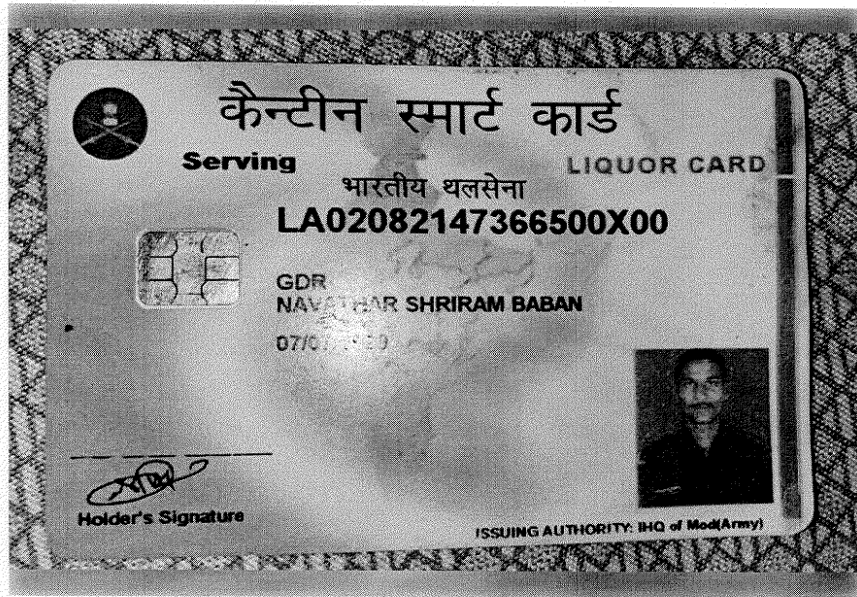 कैन्टीन स्मार्ट कार्ड
Serving
LIQUOR CARD
भारतीय थलसेना
LA02082147366500X00
GDR
SHRIRAM BABAN
Holder's Signature
ISSUING AUTHORITY: IHQ of Mod(Army)